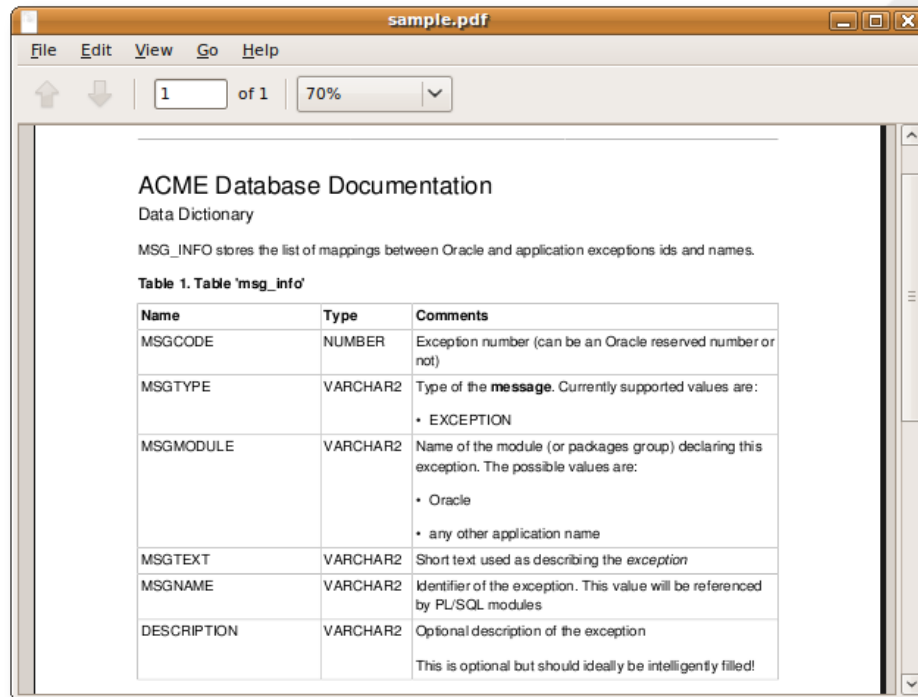 sample.pdf
File Edit View Go Help
1 of 1 70%
ACME Database Documentation
Data Dictionary
MSG_INFO stores the list of mappings between Oracle and application exceptions ids and names.
Table 1. Table 'msg_info'
Name Type Comments
MSGCODE NUMBER Exception number (can be an Oracle reserved number or
not)
MSGTYPE VARCHAR2 Type of the message. Currently supported values are:
• EXCEPTION
MSGMODULE VARCHAR2 Name of the module (or packages group) declaring this
exception. The possible values are:
• Oracle
• any other application name
MSGTEXT VARCHAR2 Short text used as describing the exception
MSGNAME VARCHAR2 Identifier of the exception. This value will be referenced
by PL/SQL modules
DESCRIPTION VARCHAR2 Optional description of the exception
This is optional but should ideally be intelligently filled!